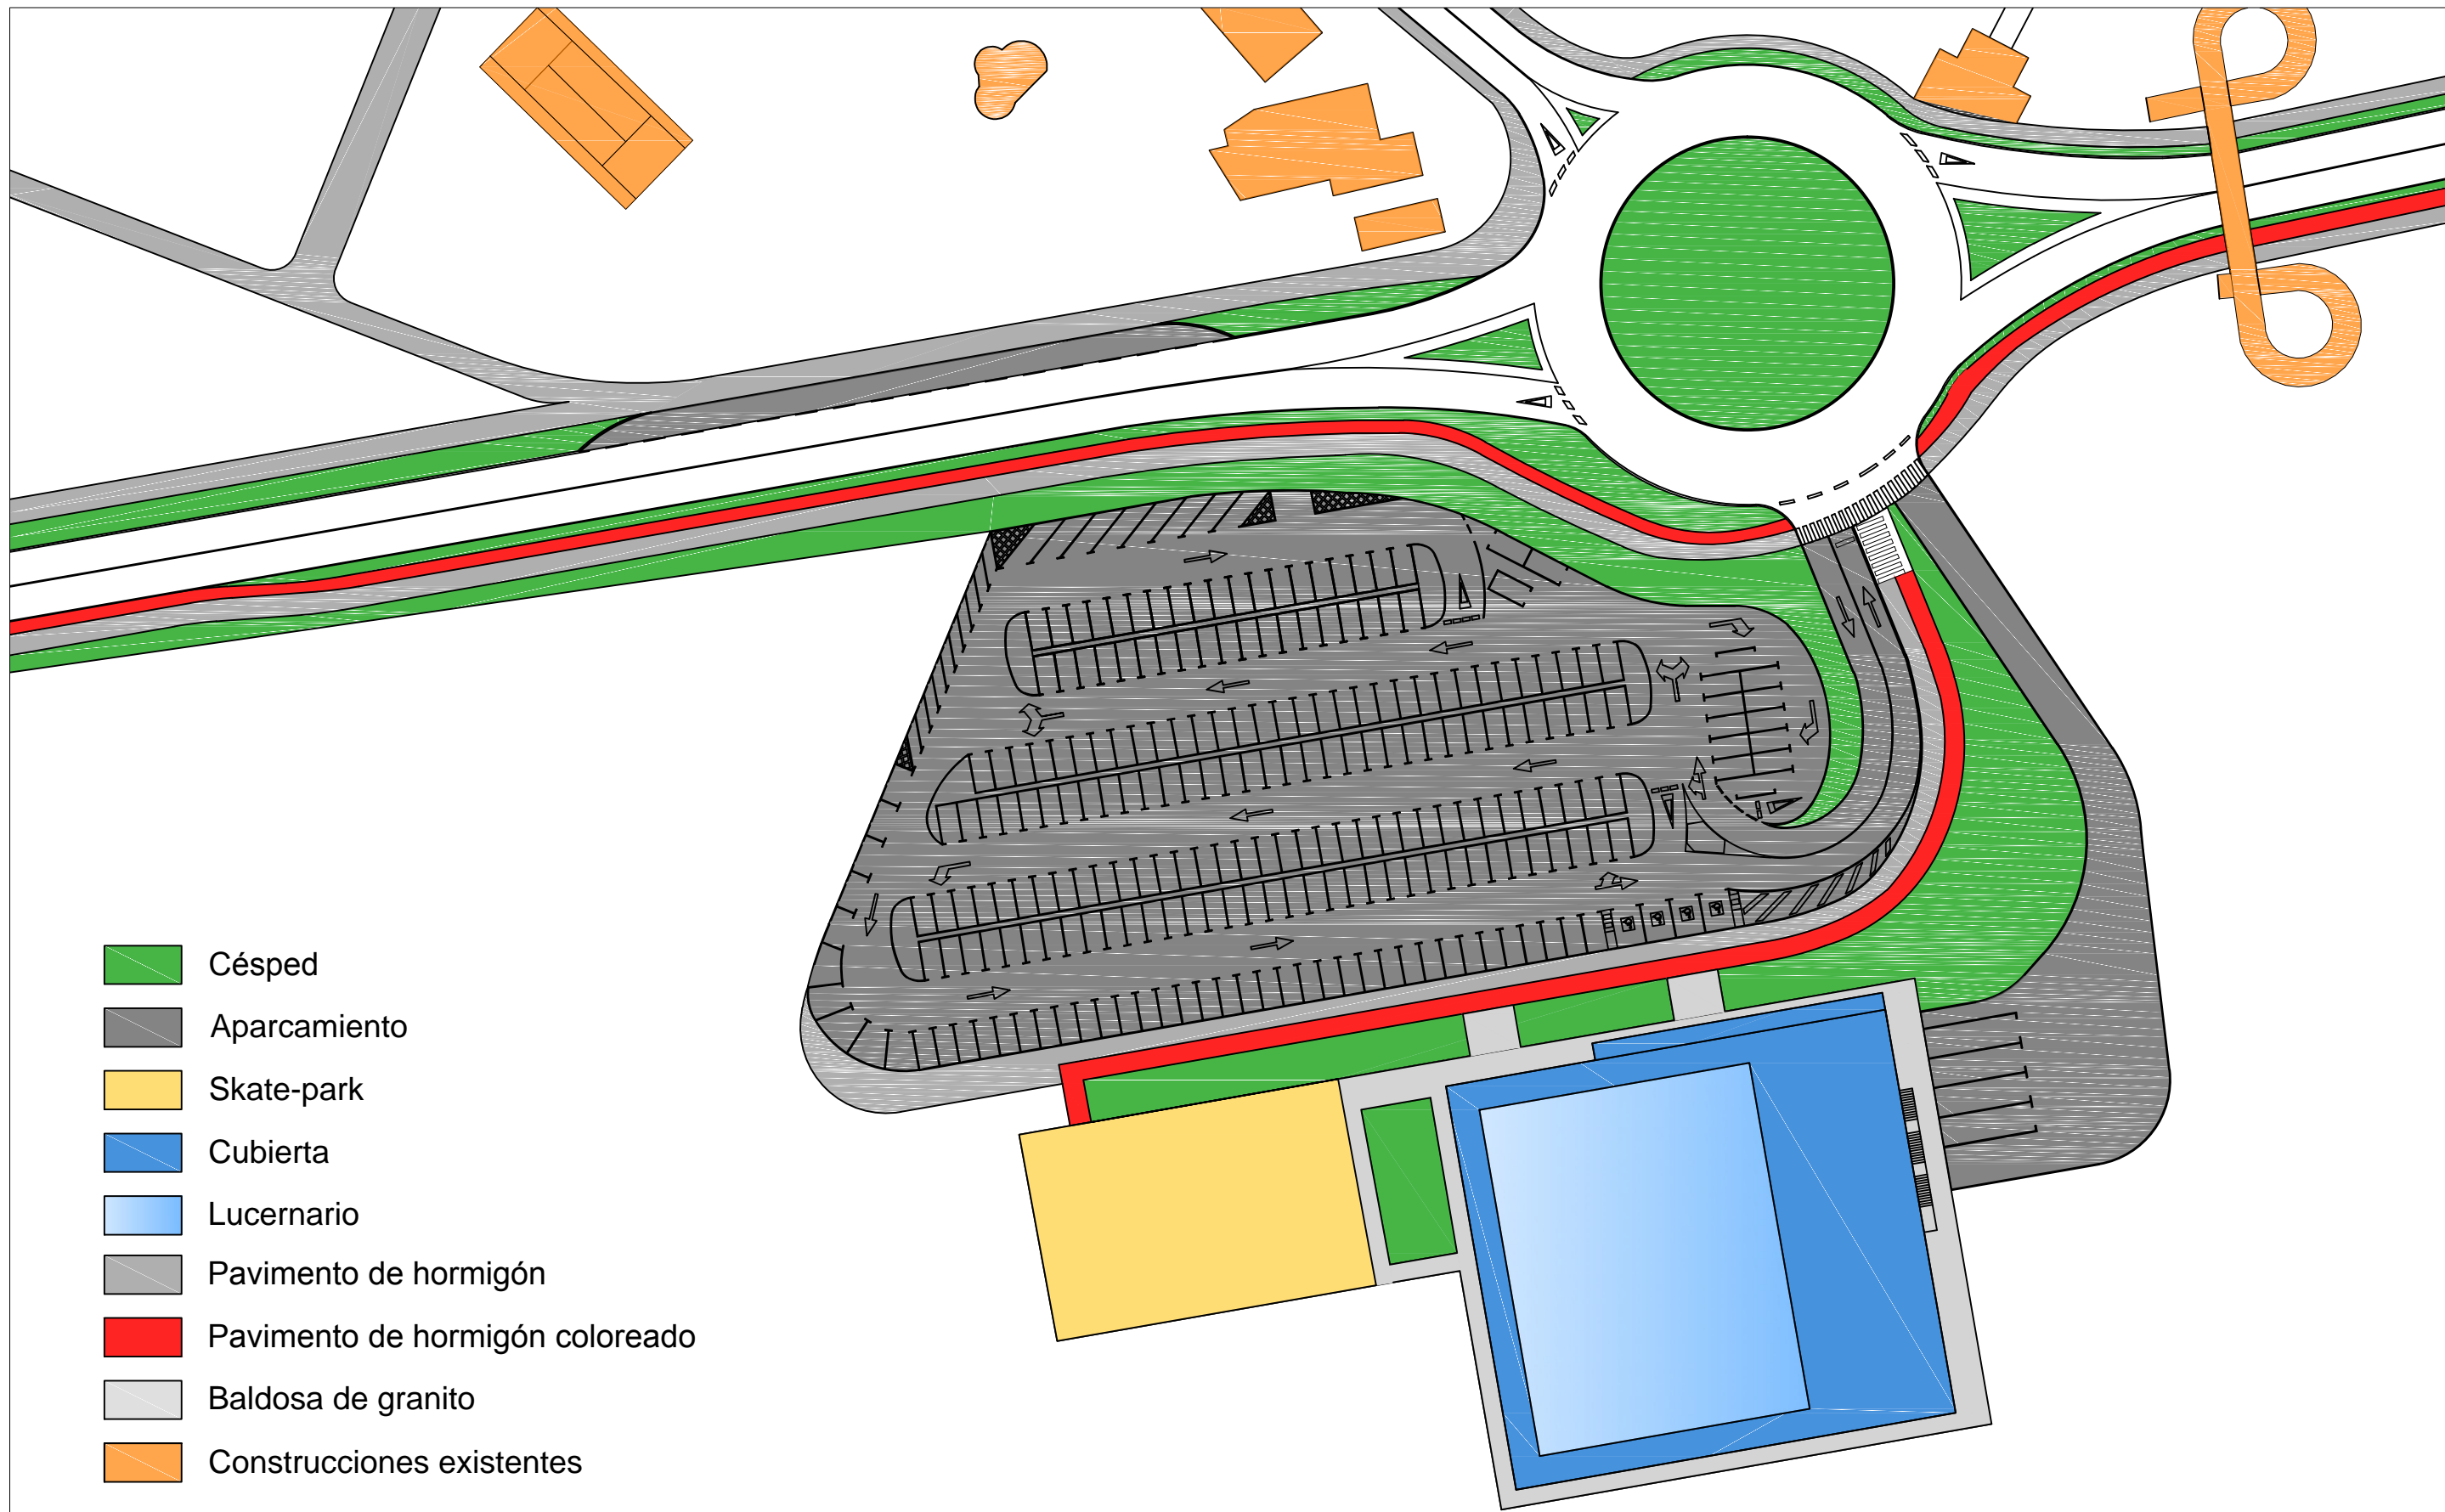 Césped
Aparcamiento
Skate-park
Cubierta
Lucernario
Pavimento de hormigón
Pavimento de hormigón coloreado
Baldosa de granito
Construcciones existentes